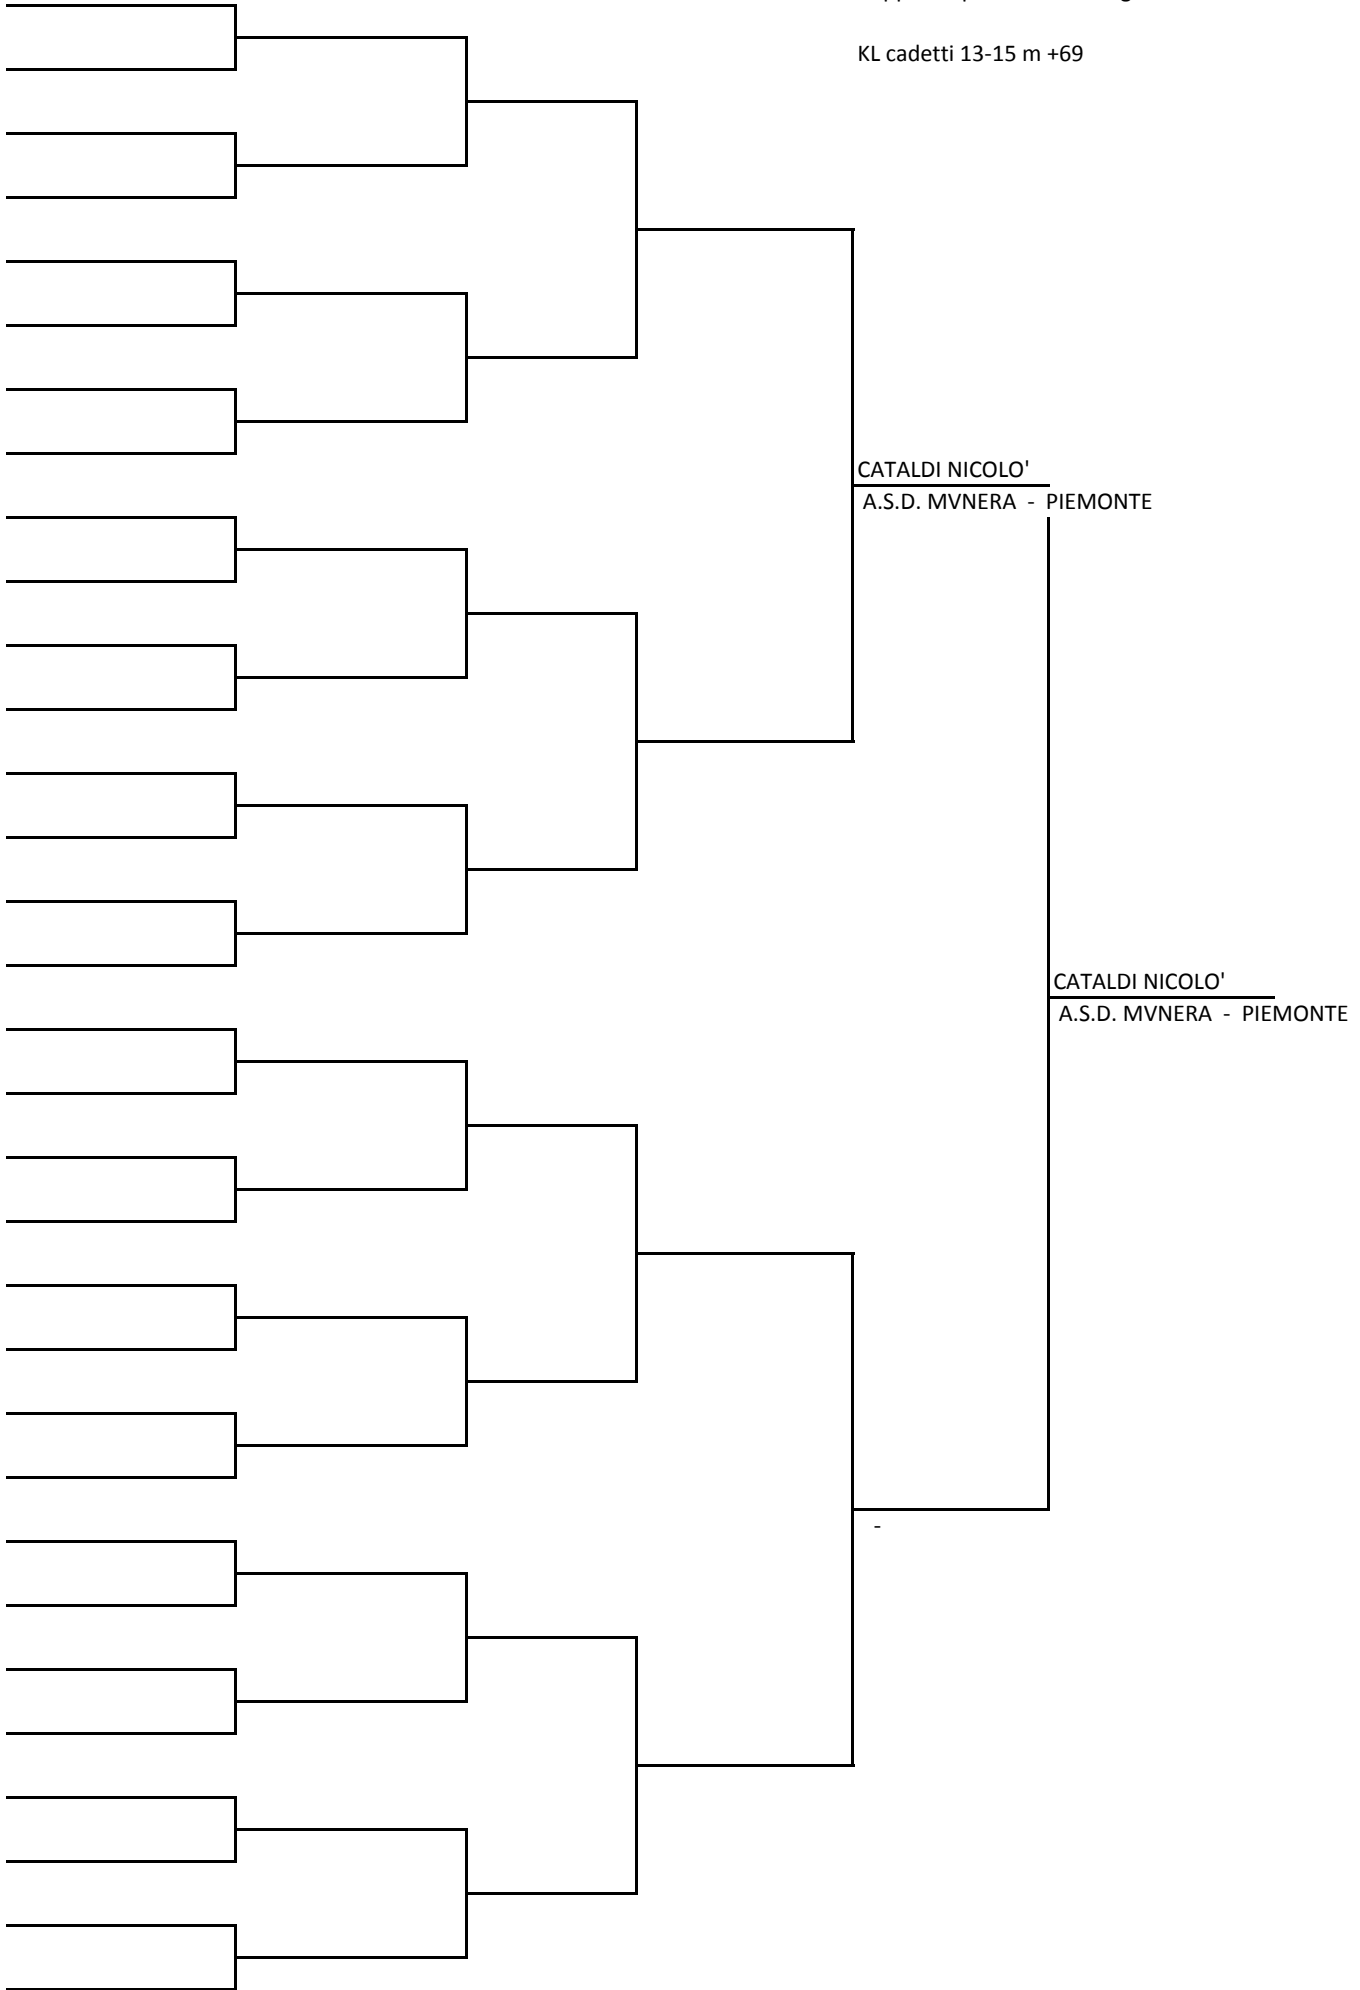 KL cadetti 13-15 m +69
CATALDI NICOLO'
A.S.D. MVNERA - PIEMONTE
CATALDI NICOLO'
A.S.D. MVNERA - PIEMONTE
-